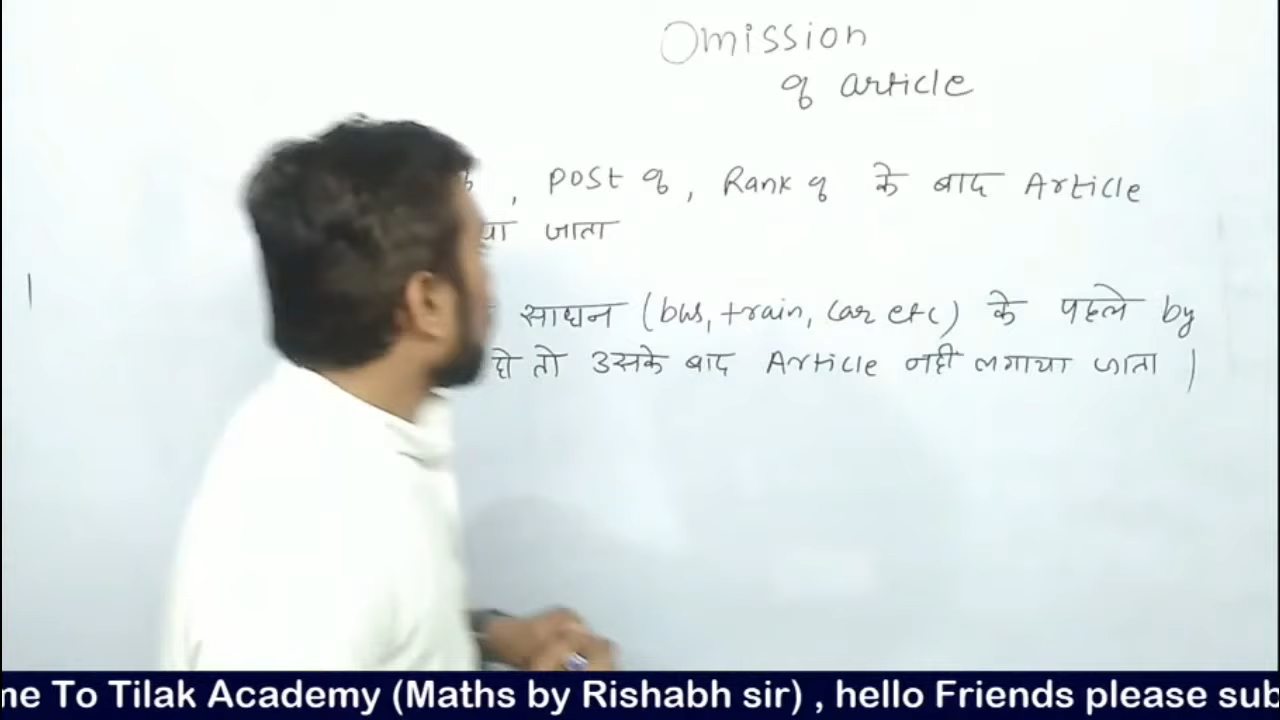 Omission
of article
, Post of, Rank of के बाद Article
जाता
साधन (bus, train, car etc) के पहले by
हो तो उसके बाद Article नही लगाया जाता |
me To Tilak Academy (Maths by Rishabh sir) , hello Friends please sub